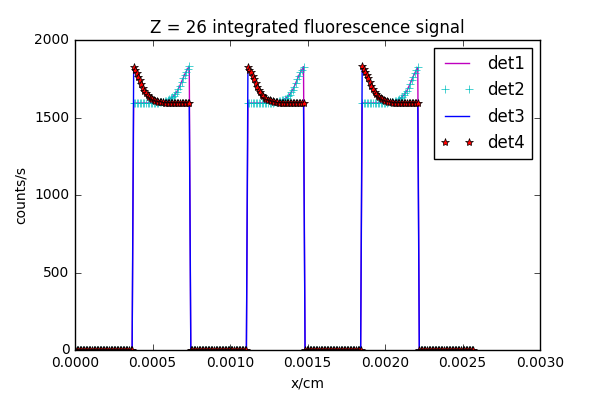 Z = 26 integrated fluorescence signal
2000
1500
1000
500
0
counts/s
det1
det2
det3
det4
0.0000 0.0005 0.0010 0.0015 0.0020 0.0025 0.0030
x/cm